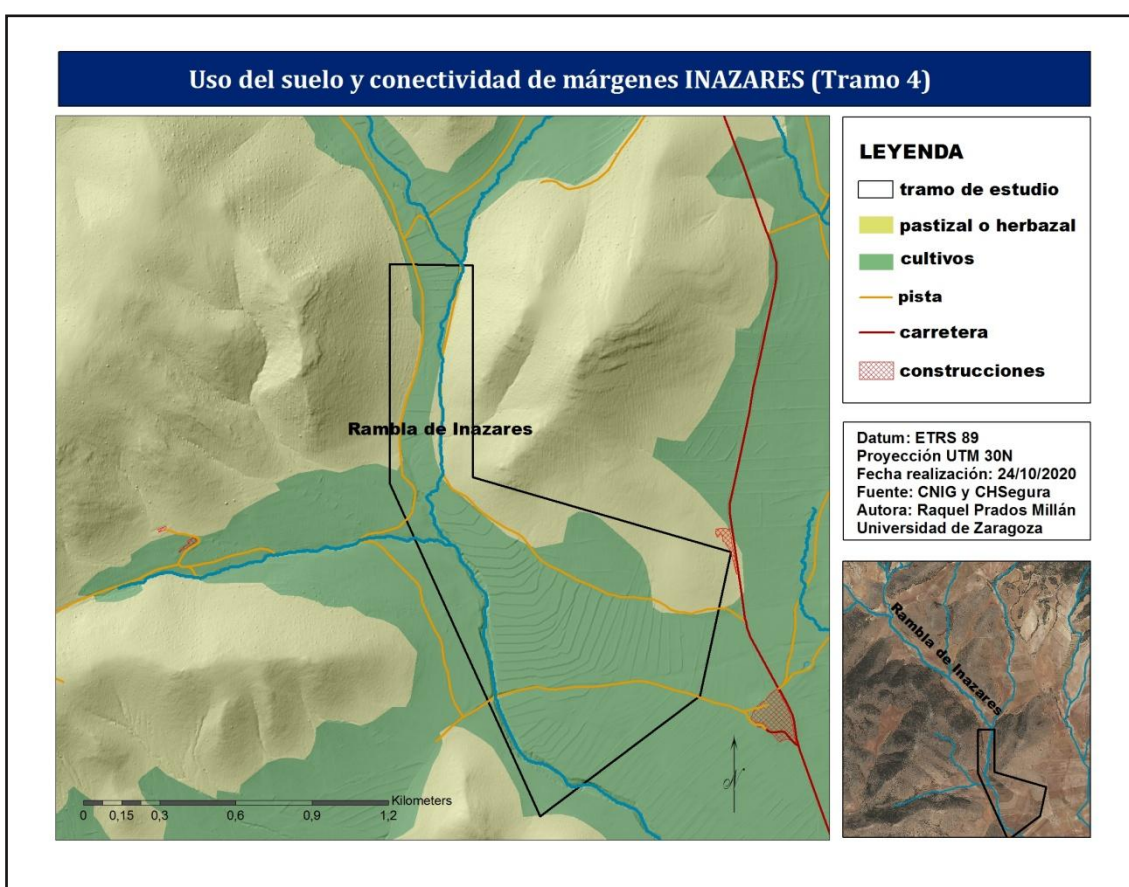 Uso del suelo y conectividad de márgenes INAZARES (Tramo 4)
Rambla de Inazares
Kilometers
0 0,15 0,3 0,6 0,9 1,2
N
LEYENDA
tramo de estudio
pastizal o herbazal
cultivos
pista
carretera
construcciones
Datum: ETRS 89
Proyección UTM 30N
Fecha realización: 24/10/2020
Fuente: CNIG y CHSegura
Autora: Raquel Prados Millán
Universidad de Zaragoza
Rambla de Inazares